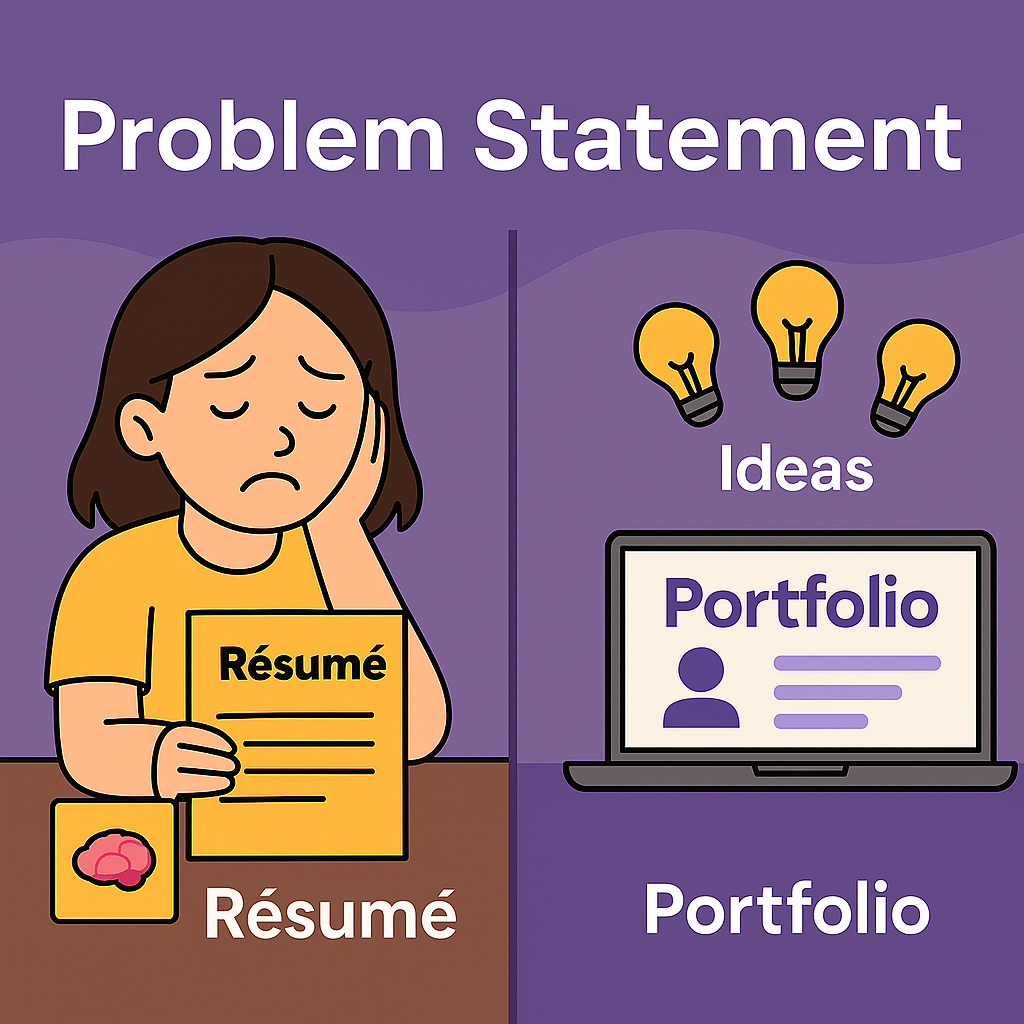 Problem Statement
Résumé
Résumé
Ideas
Portfolio
Portfolio